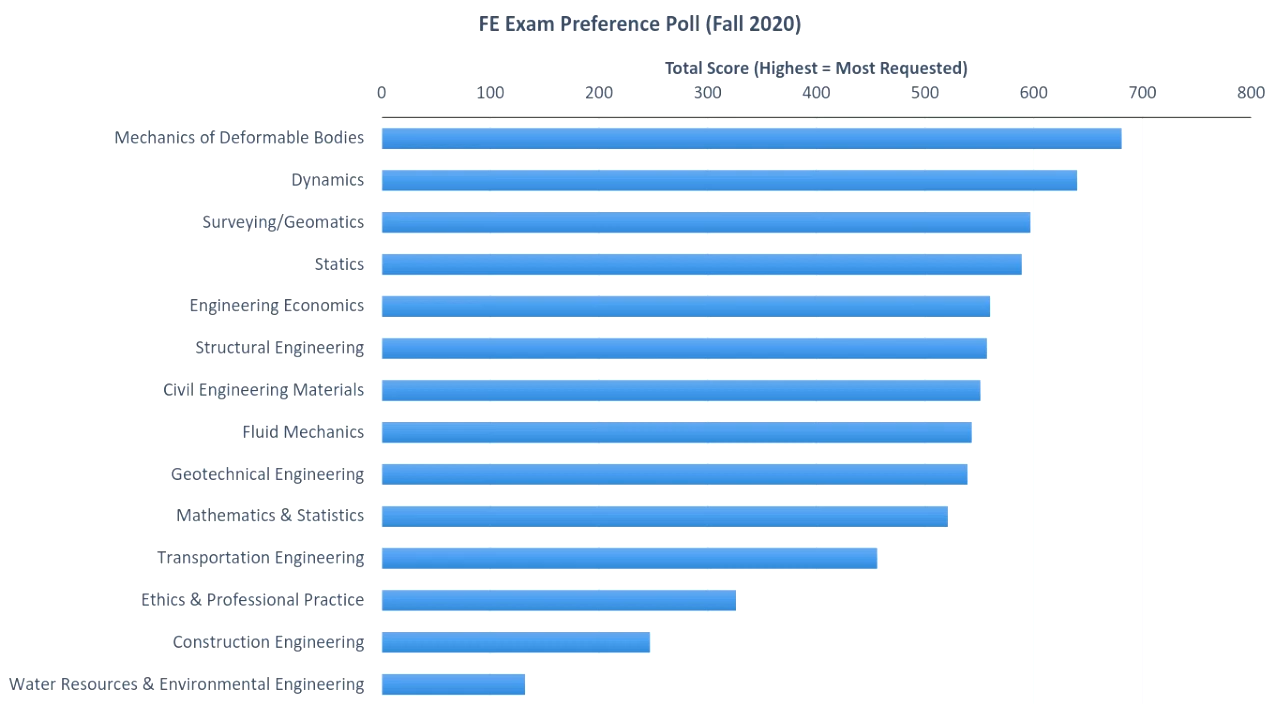 FE Exam Preference Poll (Fall 2020)
Total Score (Highest = Most Requested)
0 100 200 300 400 500 600 700 800
Mechanics of Deformable Bodies
Dynamics
Surveying/Geomatics
Statics
Engineering Economics
Structural Engineering
Civil Engineering Materials
Fluid Mechanics
Geotechnical Engineering
Mathematics & Statistics
Transportation Engineering
Ethics & Professional Practice
Construction Engineering
Water Resources & Environmental Engineering